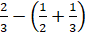 2/3 − (1/2 + 1/3)